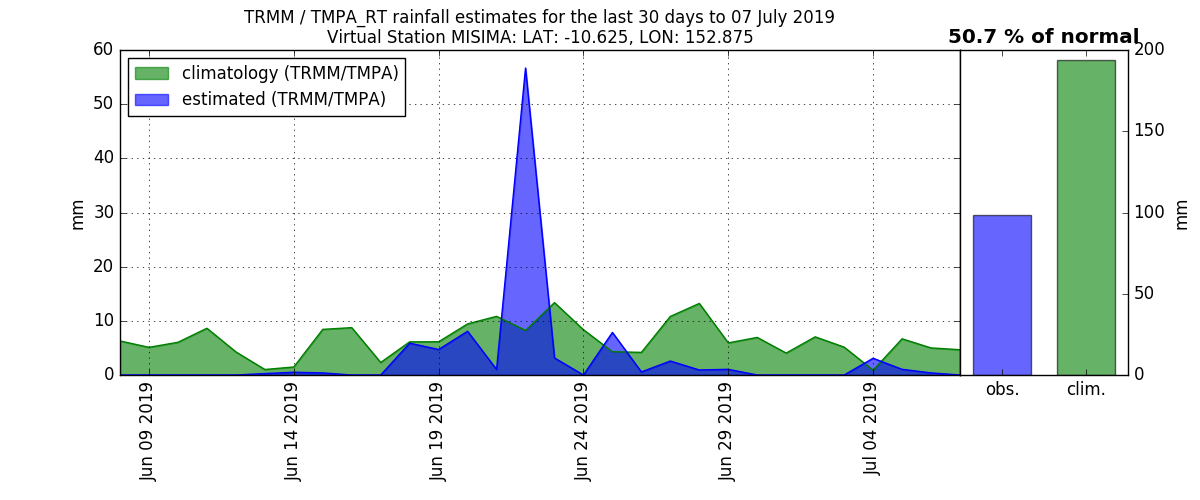 TRMM / TMPA_RT rainfall estimates for the last 30 days to 07 July 2019
Virtual Station MISIMA: LAT: -10.625, LON: 152.875
50.7 % of normal
climatology (TRMM/TMPA)
estimated (TRMM/TMPA)
60
50
40
30
20
10
0
mm
Jun 09 2019
Jun 14 2019
Jun 19 2019
Jun 24 2019
Jun 29 2019
Jul 04 2019
200
150
100
50
0
mm
obs.
clim.